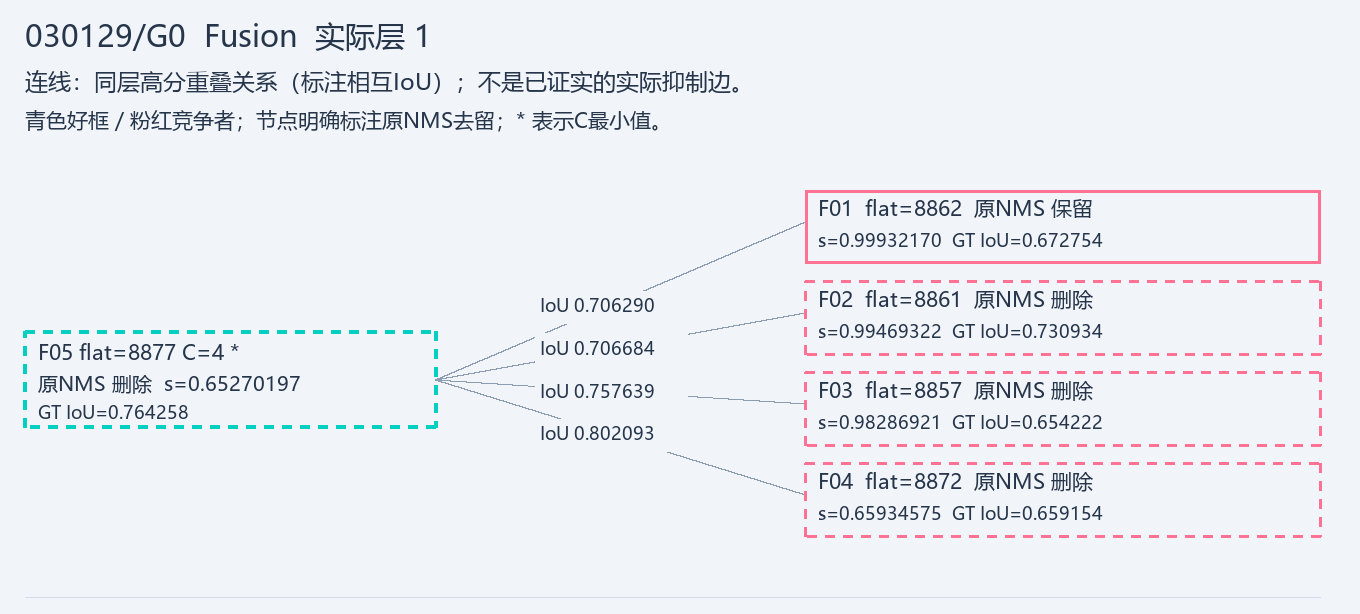 030129/G0  Fusion  实际层 1
连线：同层高分重叠关系（标注相互IoU）；不是已证实的实际抑制边。
青色好框 / 粉红竞争者；节点明确标注原NMS去留；* 表示C最小值。
F01  flat=8862  原NMS 保留
s=0.99932170  GT IoU=0.672754
F02  flat=8861  原NMS 删除
s=0.99469322  GT IoU=0.730934
F03  flat=8857  原NMS 删除
s=0.98286921  GT IoU=0.654222
F04  flat=8872  原NMS 删除
s=0.65934575  GT IoU=0.659154
IoU 0.706290
IoU 0.706684
IoU 0.757639
IoU 0.802093
F05 flat=8877 C=4 *
原NMS 删除  s=0.65270197
GT IoU=0.764258